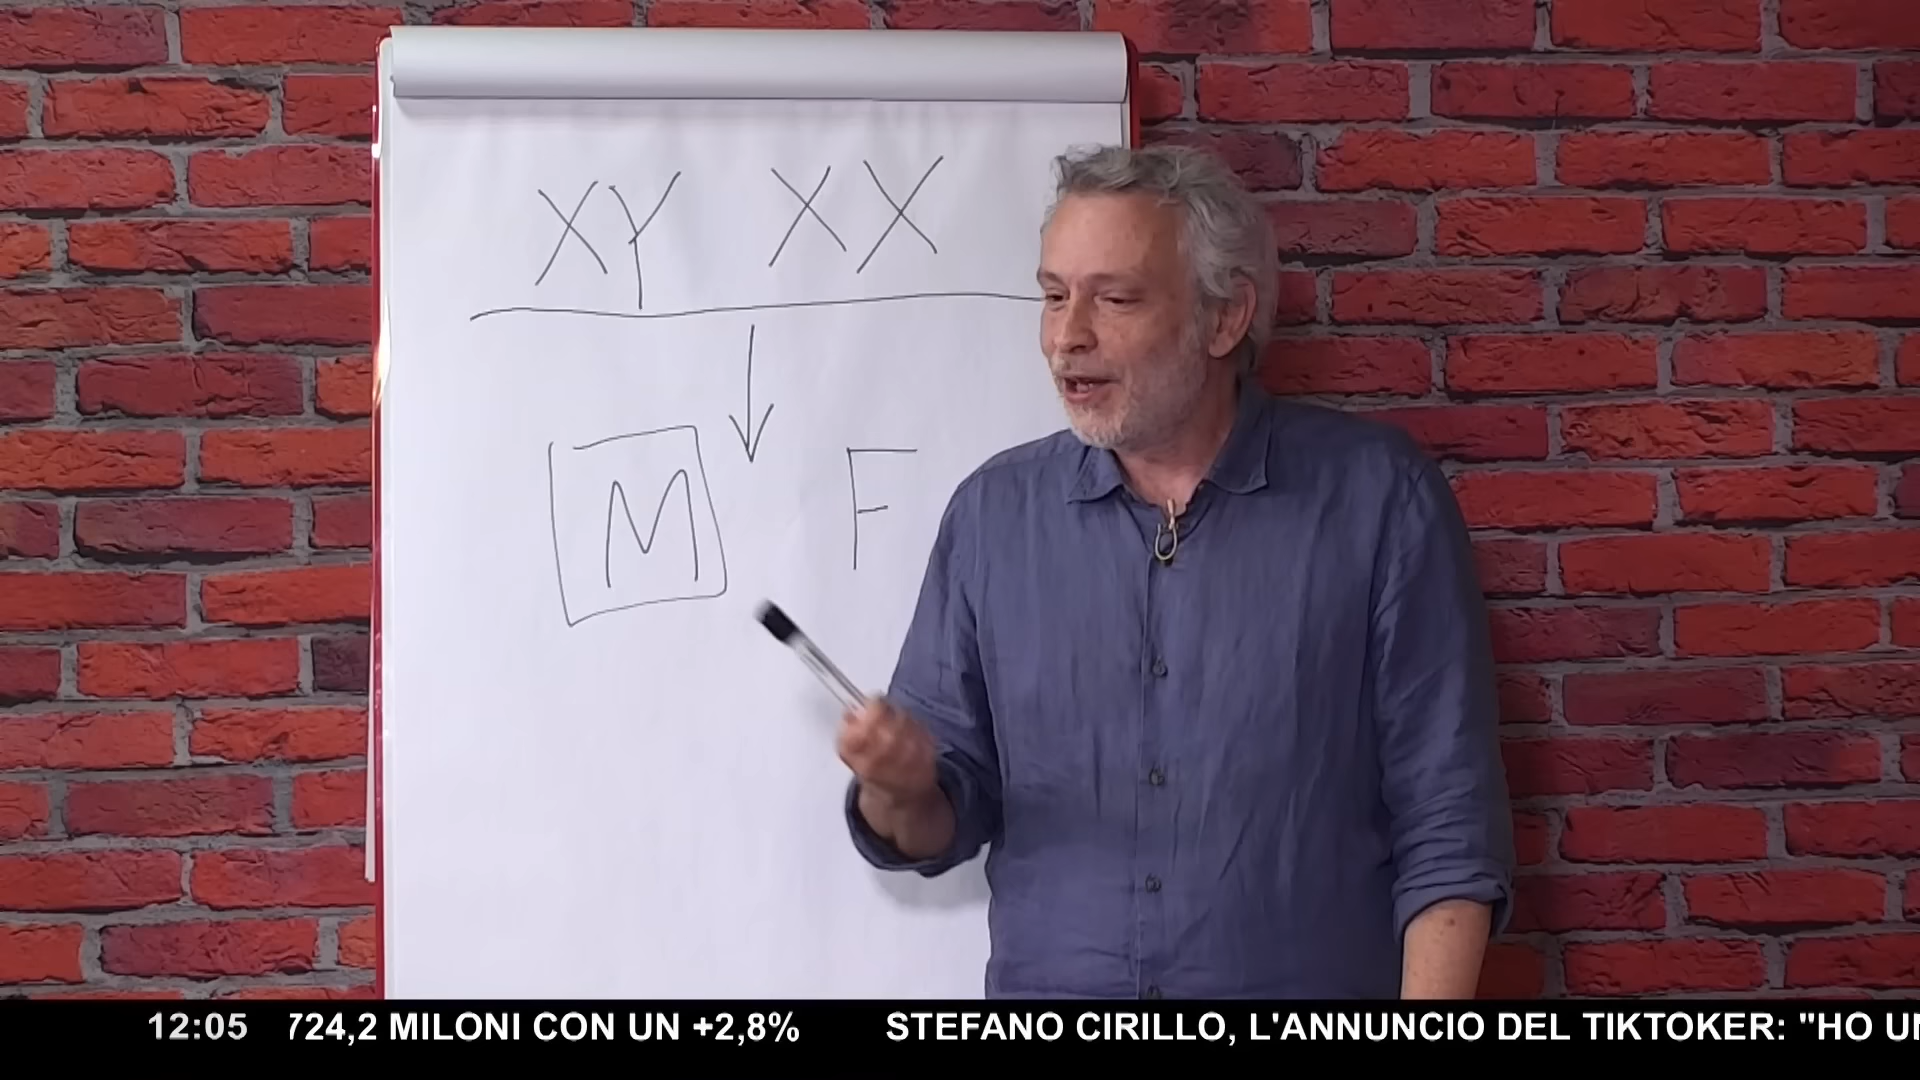 XY XX
M F
12:05 724,2 MILONI CON UN +2,8% STEFANO CIRILLO, L'ANNUNCIO DEL TIKTOKER: "HO UN